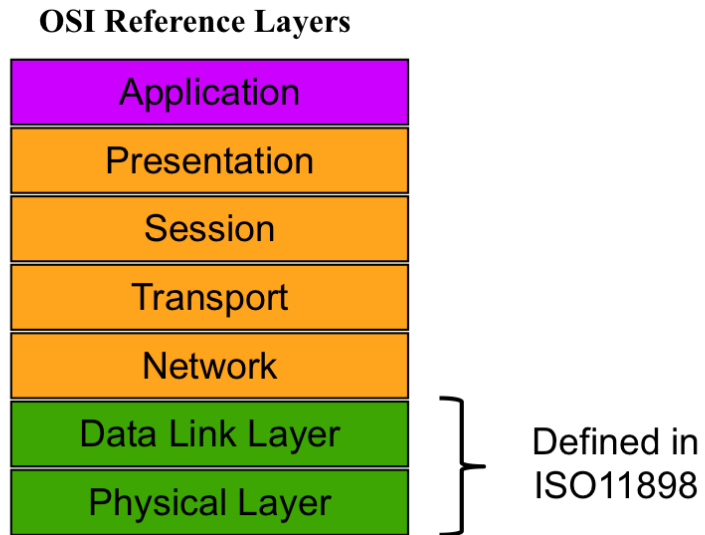 OSI Reference Layers
Application
Presentation
Session
Transport
Network
Data Link Layer
Physical Layer
Defined in
ISO11898